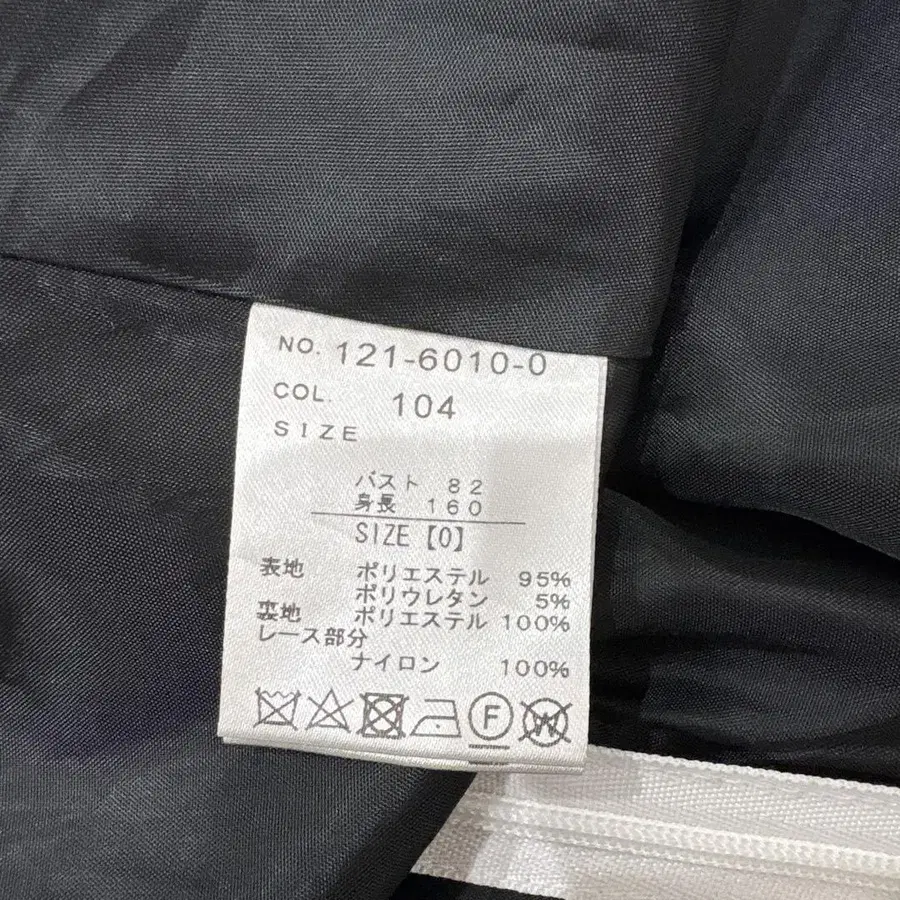 NO. 121-6010-0
COL. 104
SIZE
バスト 82
身長 160
SIZE【0】
表地 ポリエステル 95%
ポリウレタン 5%
裏地 ポリエステル 100%
レース部分
ナイロン 100%
F W